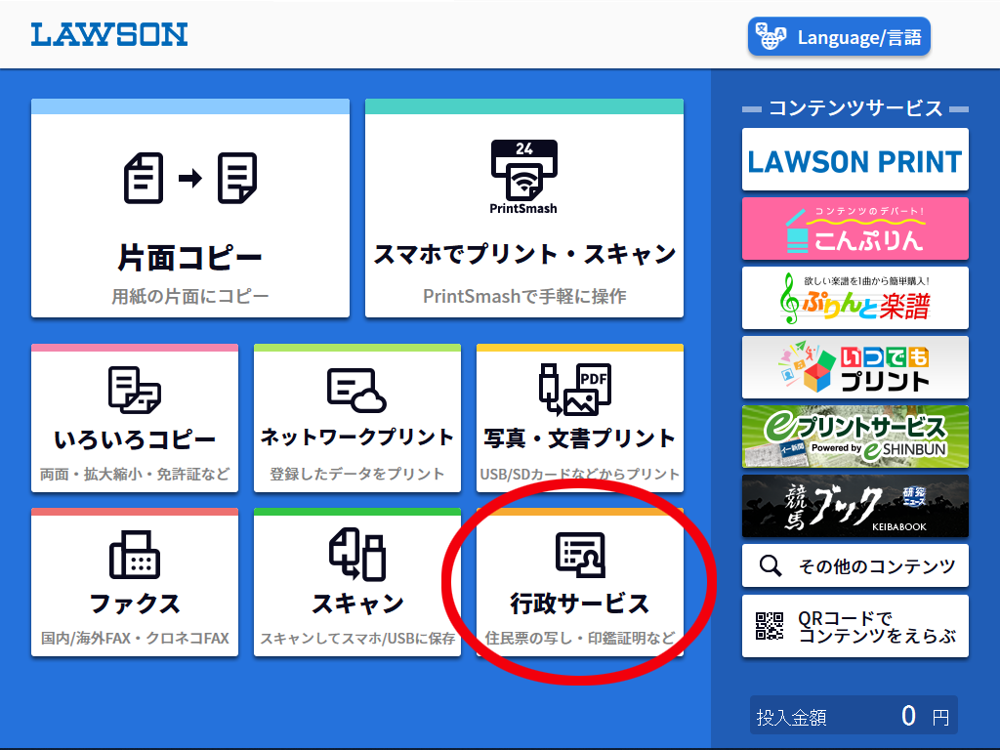 LAWSON
Language/言語
片面コピー
用紙の片面にコピー
24
PrintSmash
スマホでプリント・スキャン
PrintSmashで手軽に操作
いろいろコピー
両面・拡大縮小・免許証など
ネットワークプリント
登録したデータをプリント
PDF
写真・文書プリント
USB/SDカードなどからプリント
ファクス
国内/海外FAX・クロネコFAX
スキャン
スキャンしてスマホ/USBに保存
行政サービス
住民票の写し・印鑑証明など
コンテンツサービス
LAWSON PRINT
コンテンツのデパート!
こんぷりん
欲しい楽譜を1曲から簡単購入!
ぷりんと楽譜
いつでも
プリント
eプリントサービス
イー新聞
Powered by eSHINBUN
競馬ブック
研究
ニュース
KEIBABOOK
その他のコンテンツ
QRコードで
コンテンツをえらぶ
投入金額 0 円